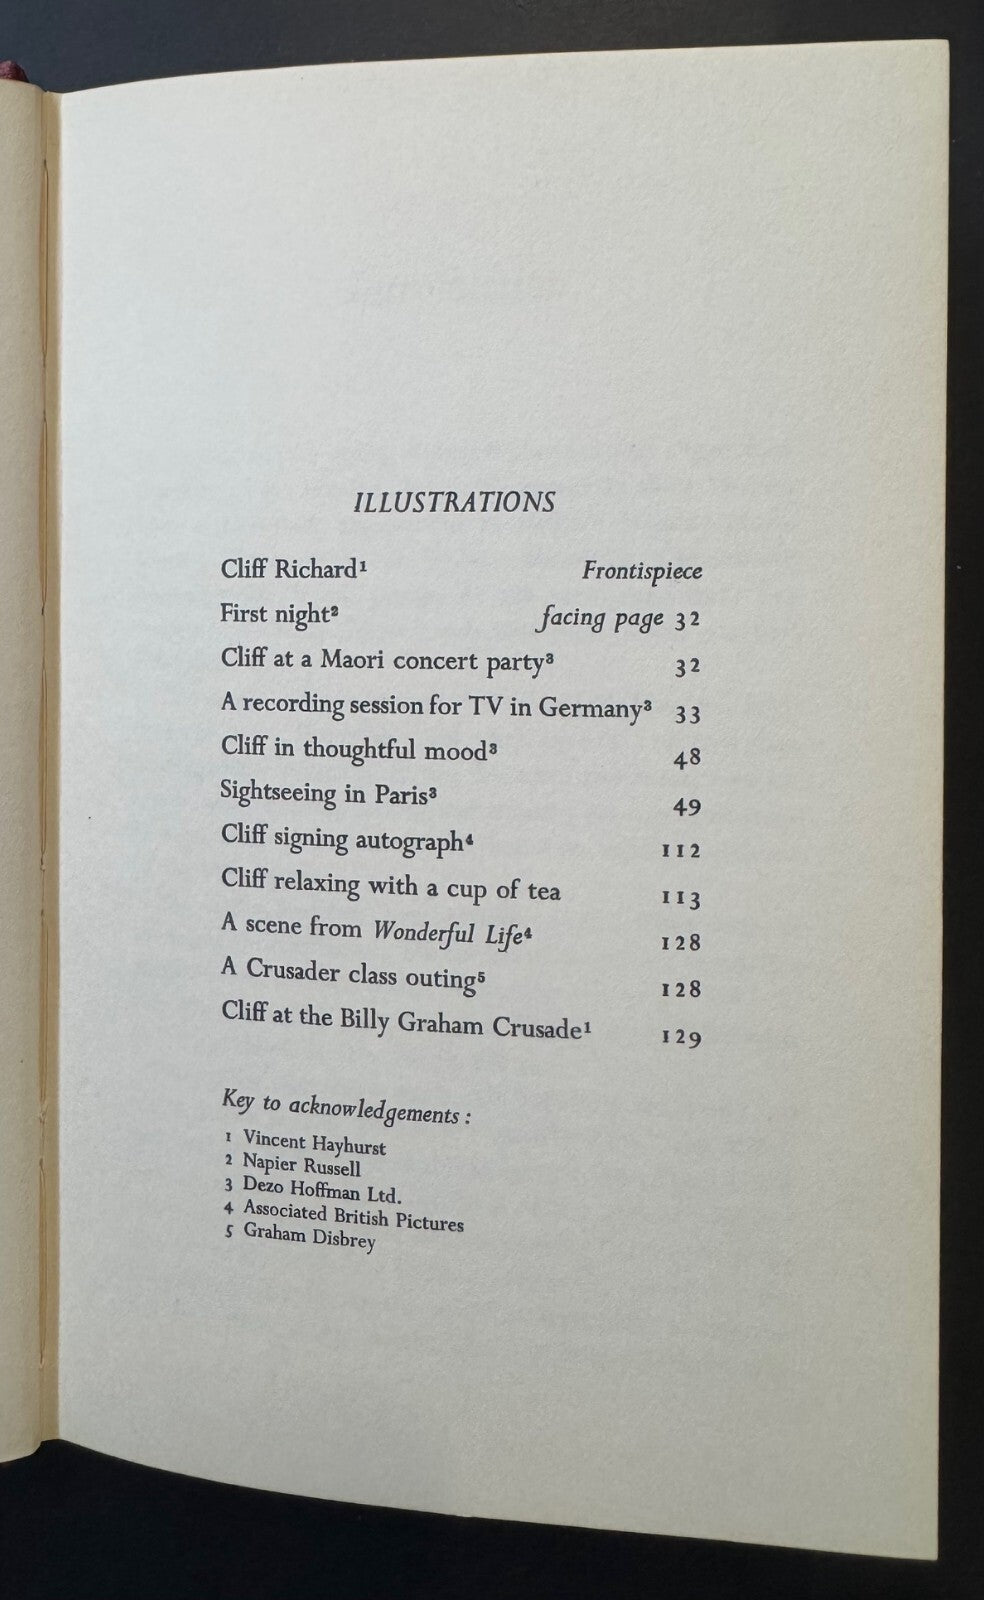 ILLUSTRATIONS
Cliff Richard¹ Frontispiece
First night² facing page 32
Cliff at a Maori concert party³ 32
A recording session for TV in Germany³ 33
Cliff in thoughtful mood³ 48
Sightseeing in Paris³ 49
Cliff signing autograph⁴ 112
Cliff relaxing with a cup of tea 113
A scene from Wonderful Life⁴ 128
A Crusader class outing⁵ 128
Cliff at the Billy Graham Crusade¹ 129
Key to acknowledgements :
1 Vincent Hayhurst
2 Napier Russell
3 Dezo Hoffman Ltd.
4 Associated British Pictures
5 Graham Disbrey